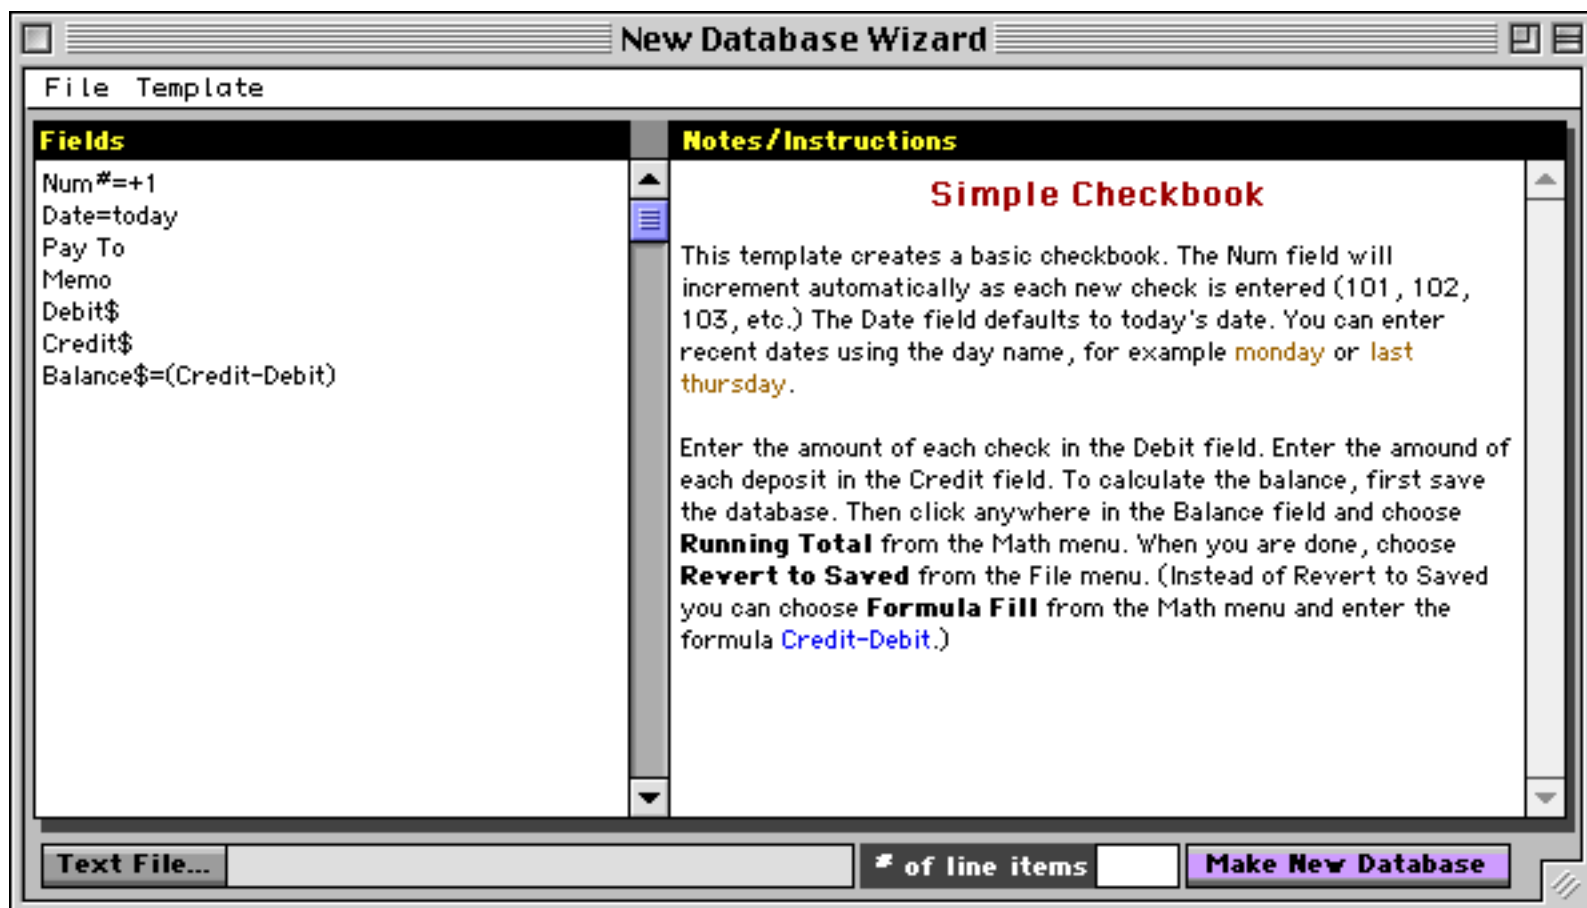 New Database Wizard
File Template
Fields
Num#=+1
Date=today
Pay To
Memo
Debit$
Credit$
Balance$=(Credit-Debit)
Notes/Instructions
Simple Checkbook
This template creates a basic checkbook. The Num field will
increment automatically as each new check is entered (101, 102,
103, etc.) The Date field defaults to today's date. You can enter
recent dates using the day name, for example monday or last
thursday.
Enter the amount of each check in the Debit field. Enter the amound of
each deposit in the Credit field. To calculate the balance, first save
the database. Then click anywhere in the Balance field and choose
Running Total from the Math menu. When you are done, choose
Revert to Saved from the File menu. (Instead of Revert to Saved
you can choose Formula Fill from the Math menu and enter the
formula Credit-Debit.)
Text File...
# of line items
Make New Database